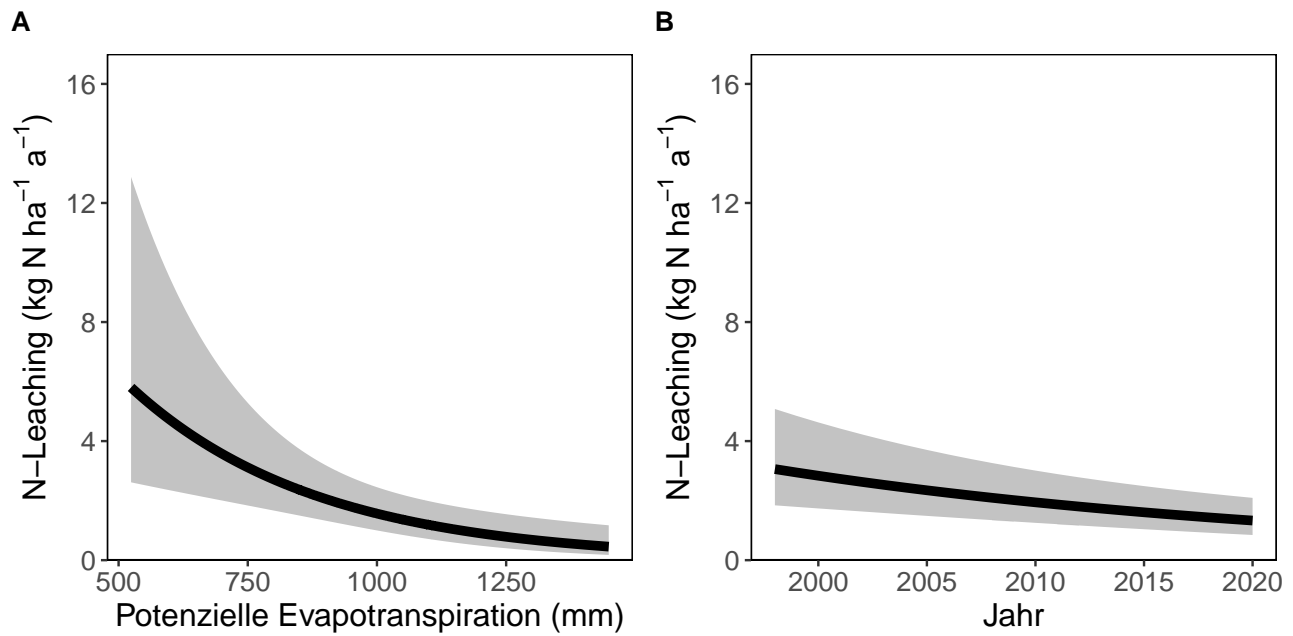 A
N−Leaching (kg N ha⁻¹ a⁻¹)
16
12
8
4
0
500 750 1000 1250
Potenzielle Evapotranspiration (mm)
B
N−Leaching (kg N ha⁻¹ a⁻¹)
16
12
8
4
0
2000 2005 2010 2015 2020
Jahr